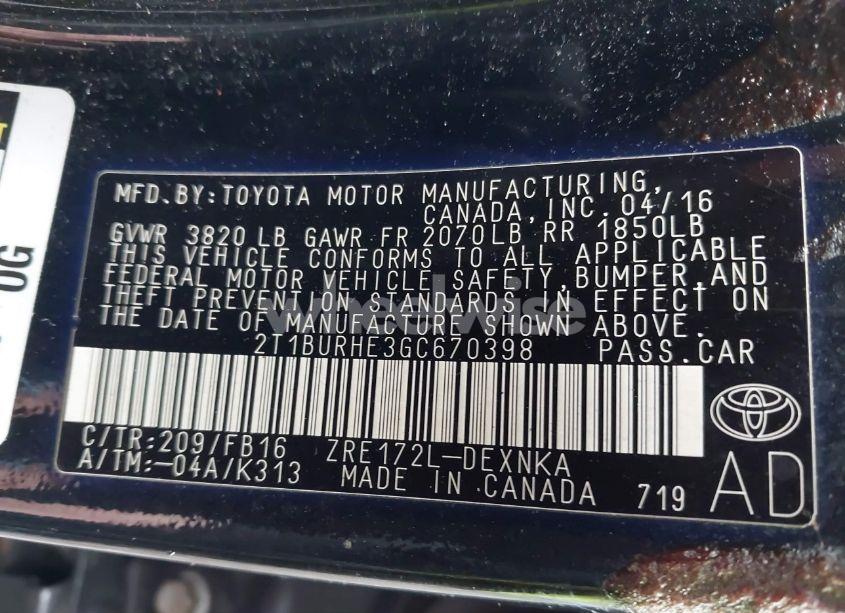 MFD.BY:TOYOTA MOTOR MANUFACTURING,
CANADA,INC. 04/16
GVWR 3820 LB GAWR FR 2070LB RR 1850LB
THIS VEHICLE CONFORMS TO ALL APPLICABLE
FEDERAL MOTOR VEHICLE SAFETY,BUMPER,AND
THEFT PREVENTION STANDARDS IN EFFECT ON
THE DATE OF MANUFACTURE SHOWN ABOVE.
2T1BURHE3GC670398 PASS.CAR
C/TR:209/FB16 ZRE172L-DEXNKA
A/TM:-04A/K313 MADE IN CANADA 719
AD
wheelwise
OG